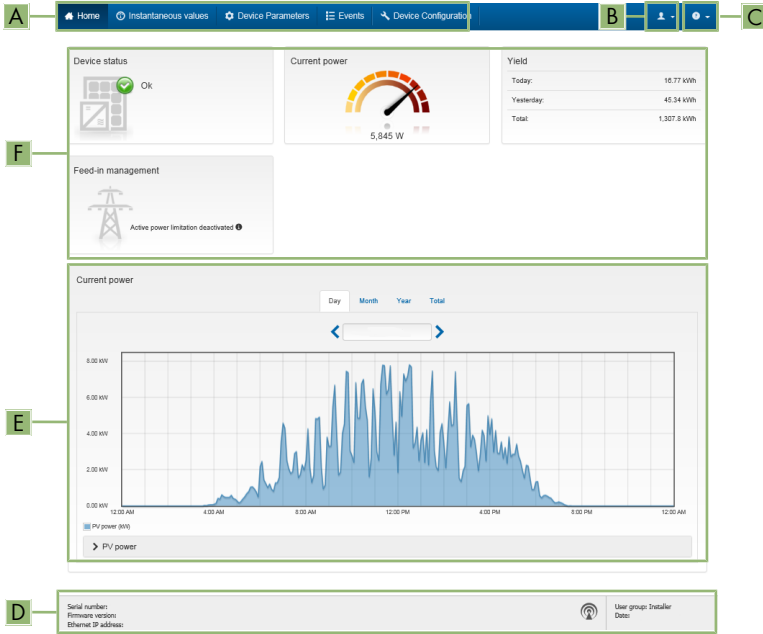 A Home Instantaneous values Device Parameters Events Device Configuration B C
Device status
Ok
Current power
5,845 W
Yield
Today: 16.77 kWh
Yesterday: 45.34 kWh
Total: 1,307.8 kWh
F
Feed-in management
Active power limitation deactivated
Current power
Day Month Year Total
8.00 kW
6.00 kW
E
4.00 kW
2.00 kW
0.00 kW
12:00 AM 4:00 AM 8:00 AM 12:00 PM 4:00 PM 8:00 PM 12:00 AM
PV power (kW)
PV power
D
Serial number:
Firmware version:
Ethernet IP address:
User group: Installer
Date: